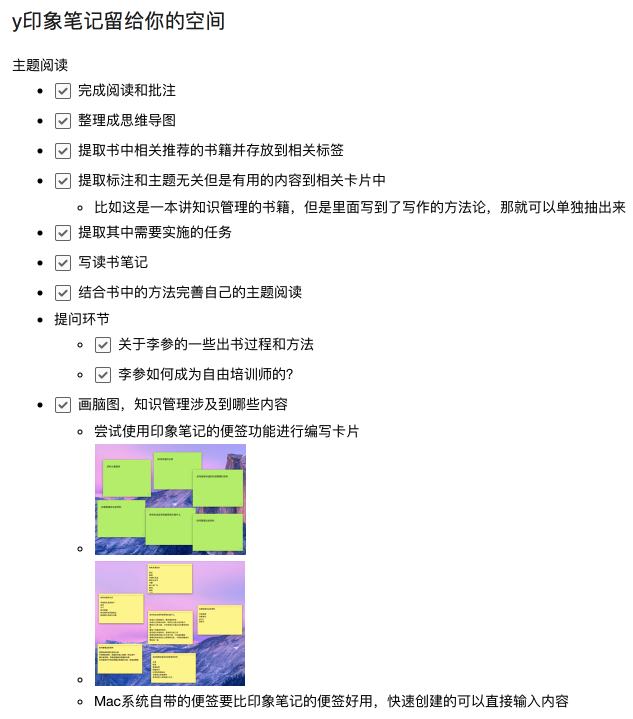 y印象笔记留给你的空间
主题阅读
完成阅读和批注
整理成思维导图
提取书中相关推荐的书籍并存放到相关标签
提取标注和主题无关但是有用的内容到相关卡片中
比如这是一本讲知识管理的书籍，但是里面写到了写作的方法论，那就可以单独抽出来
提取其中需要实施的任务
写读书笔记
结合书中的方法完善自己的主题阅读
提问环节
关于李参的一些出书过程和方法
李参如何成为自由培训师的?
画脑图，知识管理涉及到哪些内容
尝试使用印象笔记的便签功能进行编写卡片
Mac系统自带的便签要比印象笔记的便签好用，快速创建的可以直接输入内容